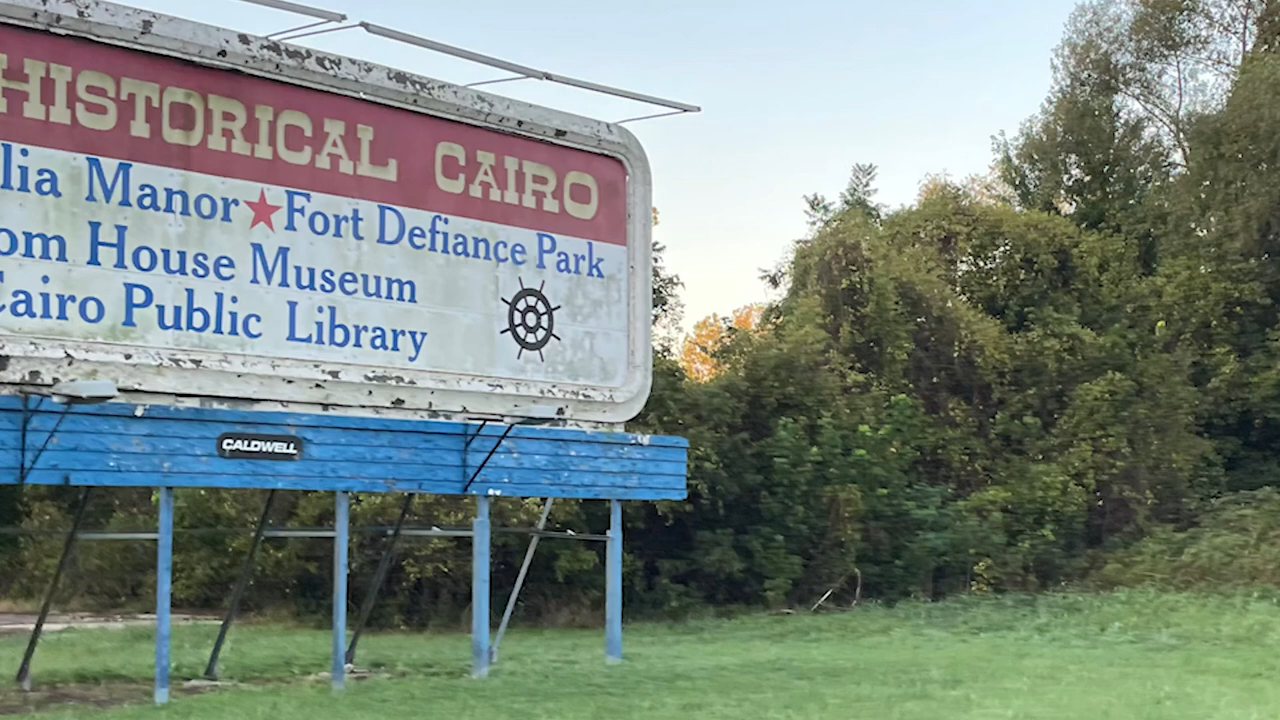 HISTORICAL CAIRO
lia Manor★Fort Defiance Park
om House Museum
Cairo Public Library
CALDWELL